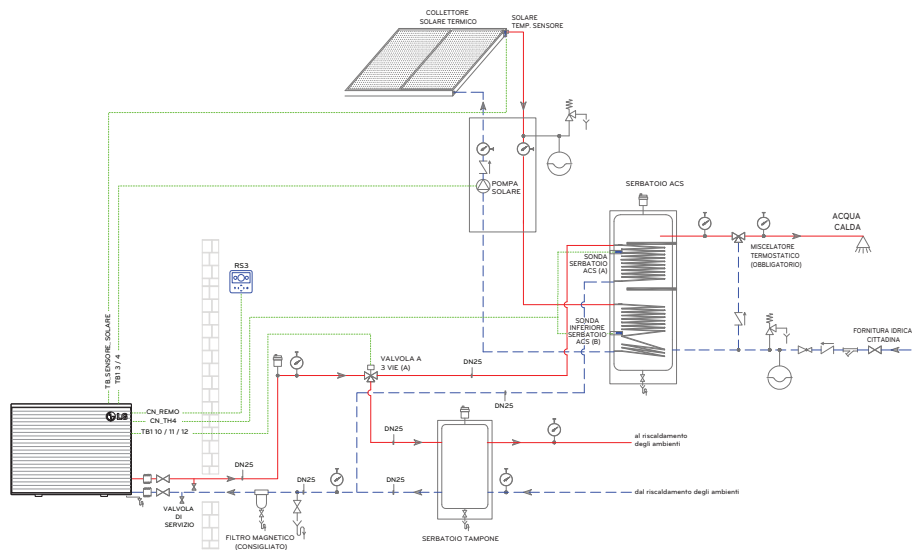 COLLETTORE
SOLARE TERMICO
SOLARE
TEMP. SENSORE
POMPA
SOLARE
SERBATOIO ACS
ACQUA
CALDA
MISCELATORE
TERMOSTATICO
(OBBLIGATORIO)
SONDA
SERBATOIO
ACS (A)
RS3
SONDA
INFERIORE
SERBATOIO
ACS (B)
FORNITURA IDRICA
CITTADINA
TB_SENSORE_SOLARE
TB1 3 / 4
VALVOLA A
3 VIE (A)
DN25
DN25
LG
CN_REMO
CN_TH4
TB1 10 / 11 / 12
DN25
al riscaldamento
degli ambienti
DN25
DN25
DN25
dal riscaldamento degli ambienti
VALVOLA
DI
SERVIZIO
FILTRO MAGNETICO
(CONSIGLIATO)
SERBATOIO TAMPONE